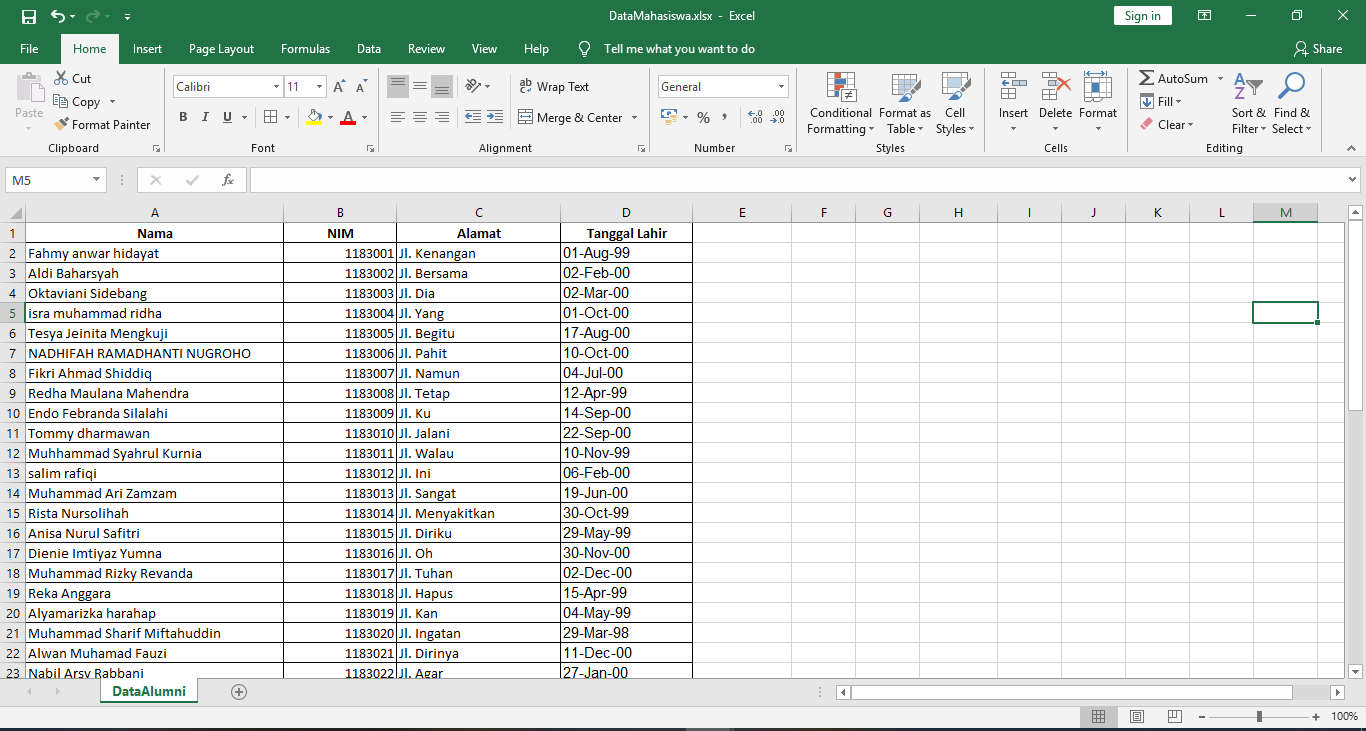 DataMahasiswa.xlsx - Excel
Sign in
File Home Insert Page Layout Formulas Data Review View Help Tell me what you want to do Share
Paste
Cut
Copy
Format Painter
Clipboard
Calibri 11 A A
B I U A
Font
ab Wrap Text
Merge & Center
Alignment
General
% , .00 .00
Number
Conditional Formatting
Format as Table
Cell Styles
Styles
Insert Delete Format
Cells
AutoSum
Fill
Clear
Sort & Filter
Find & Select
Editing
M5 fx
A B C D E F G H I J K L M
1 Nama NIM Alamat Tanggal Lahir
2 Fahmy anwar hidayat 1183001 Jl. Kenangan 01-Aug-99
3 Aldi Baharsyah 1183002 Jl. Bersama 02-Feb-00
4 Oktaviani Sidebang 1183003 Jl. Dia 02-Mar-00
5 isra muhammad ridha 1183004 Jl. Yang 01-Oct-00
6 Tesya Jeinita Mengkuji 1183005 Jl. Begitu 17-Aug-00
7 NADHIFAH RAMADHANTI NUGROHO 1183006 Jl. Pahit 10-Oct-00
8 Fikri Ahmad Shiddiq 1183007 Jl. Namun 04-Jul-00
9 Redha Maulana Mahendra 1183008 Jl. Tetap 12-Apr-99
10 Endo Febranda Silalahi 1183009 Jl. Ku 14-Sep-00
11 Tommy dharmawan 1183010 Jl. Jalani 22-Sep-00
12 Muhhammad Syahrul Kurnia 1183011 Jl. Walau 10-Nov-99
13 salim rafiqi 1183012 Jl. Ini 06-Feb-00
14 Muhammad Ari Zamzam 1183013 Jl. Sangat 19-Jun-00
15 Rista Nursolihah 1183014 Jl. Menyakitkan 30-Oct-99
16 Anisa Nurul Safitri 1183015 Jl. Diriku 29-May-99
17 Dienie Imtiyaz Yumna 1183016 Jl. Oh 30-Nov-00
18 Muhammad Rizky Revanda 1183017 Jl. Tuhan 02-Dec-00
19 Reka Anggara 1183018 Jl. Hapus 15-Apr-99
20 Alyamarizka harahap 1183019 Jl. Kan 04-May-99
21 Muhammad Sharif Miftahuddin 1183020 Jl. Ingatan 29-Mar-98
22 Alwan Muhamad Fauzi 1183021 Jl. Dirinya 11-Dec-00
23 Nabil Arsy Rabbani 1183022 Jl. Agar 27-Jan-00
DataAlumni
100%